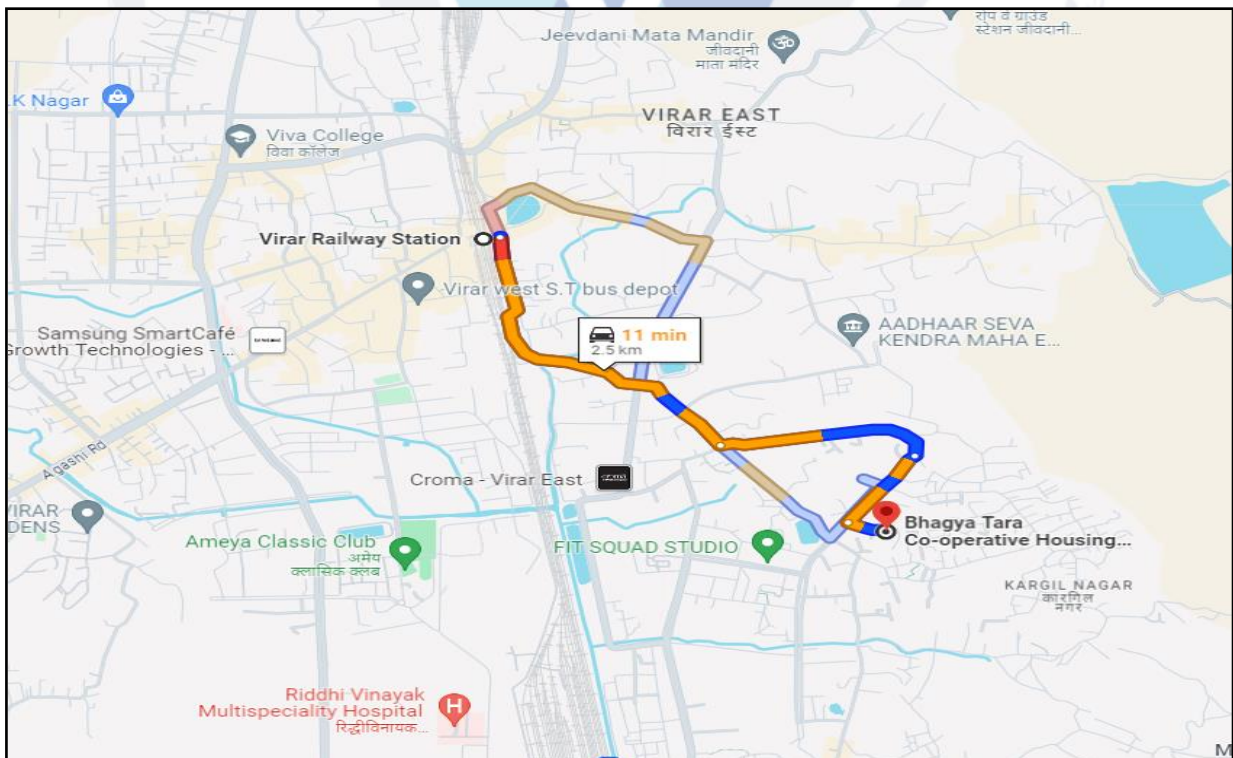 रोप वे ग्राउंड
स्टेशन जीवदानी...
Jeevdani Mata Mandir
जीवदानी
माता मंदिर
.K Nagar
VIRAR EAST
विरार ईस्ट
Viva College
विवा कॉलेज
Virar Railway Station
Virar west S.T bus depot
11 min
2.5 km
Samsung SmartCafé
Growth Technologies - ...
AADHAAR SEVA
KENDRA MAHA E...
Agashi Rd
Croma - Virar East
VIRAR
DENS
Bhagya Tara
Co-operative Housing...
Ameya Classic Club
अमेय
क्लासिक क्लब
FIT SQUAD STUDIO
KARGIL NAGAR
कारगिल
नगर
Riddhi Vinayak
Multispeciality Hospital
रिद्धीविनायक...
H
M